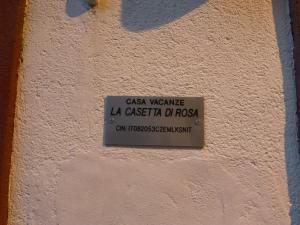 CASA VACANZE
LA CASETTA DI ROSA
CIN: IT082053C2EMLKSNIT